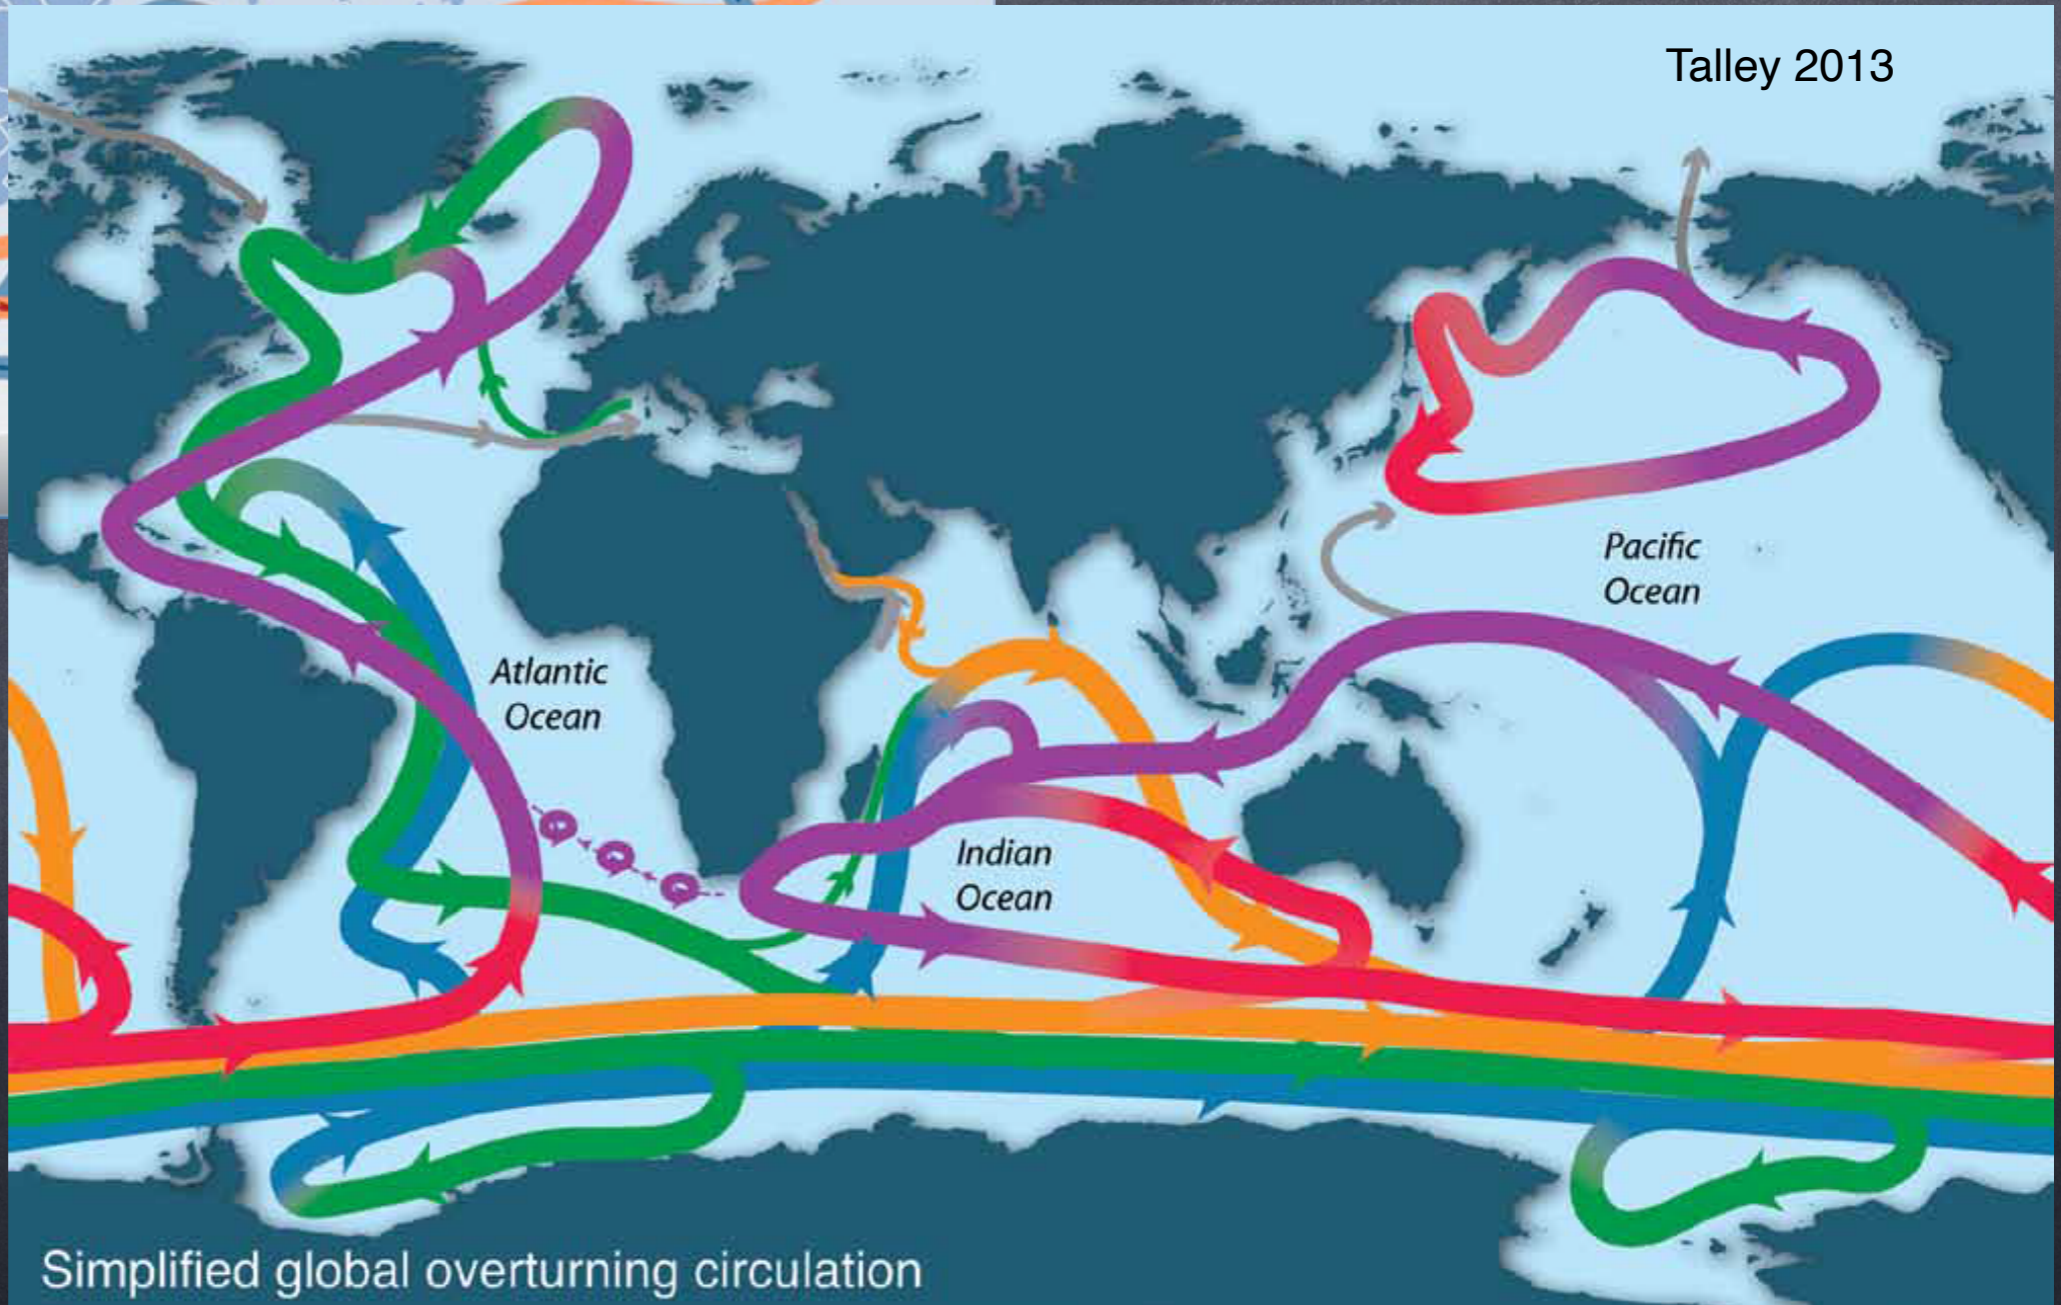 Talley 2013
Pacific
Ocean
Atlantic
Ocean
Indian
Ocean
Simplified global overturning circulation